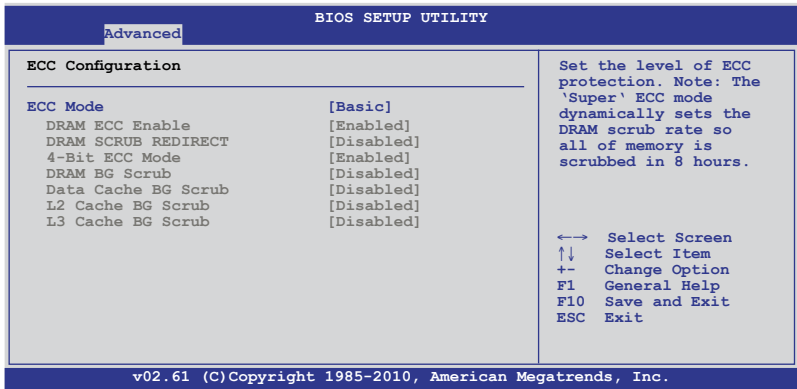 BIOS SETUP UTILITY
Advanced
ECC Configuration
ECC Mode [Basic]
DRAM ECC Enable [Enabled]
DRAM SCRUB REDIRECT [Disabled]
4-Bit ECC Mode [Enabled]
DRAM BG Scrub [Disabled]
Data Cache BG Scrub [Disabled]
L2 Cache BG Scrub [Disabled]
L3 Cache BG Scrub [Disabled]
Set the level of ECC
protection. Note: The
‘Super‘ ECC mode
dynamically sets the
DRAM scrub rate so
all of memory is
scrubbed in 8 hours.
←→ Select Screen
↑↓ Select Item
+- Change Option
F1 General Help
F10 Save and Exit
ESC Exit
v02.61 (C)Copyright 1985-2010, American Megatrends, Inc.